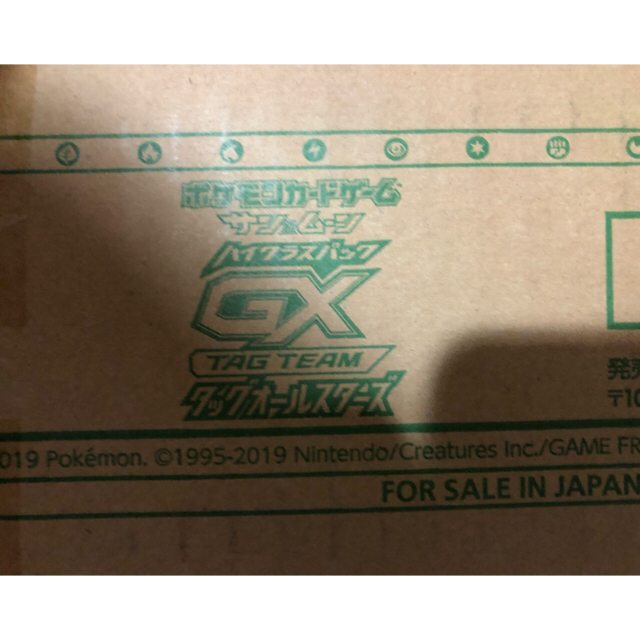 ポケモンカードゲーム
サン&ムーン
ハイクラスパック
GX
TAG TEAM
タッグオールスターズ
発売
〒10
019 Pokémon. ©1995-2019 Nintendo/Creatures Inc./GAME FR
FOR SALE IN JAPAN